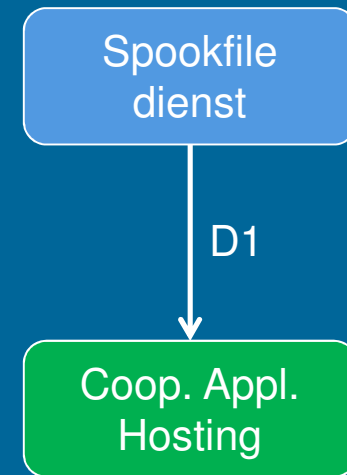 Spookfile
dienst
D1
Coop. Appl.
Hosting